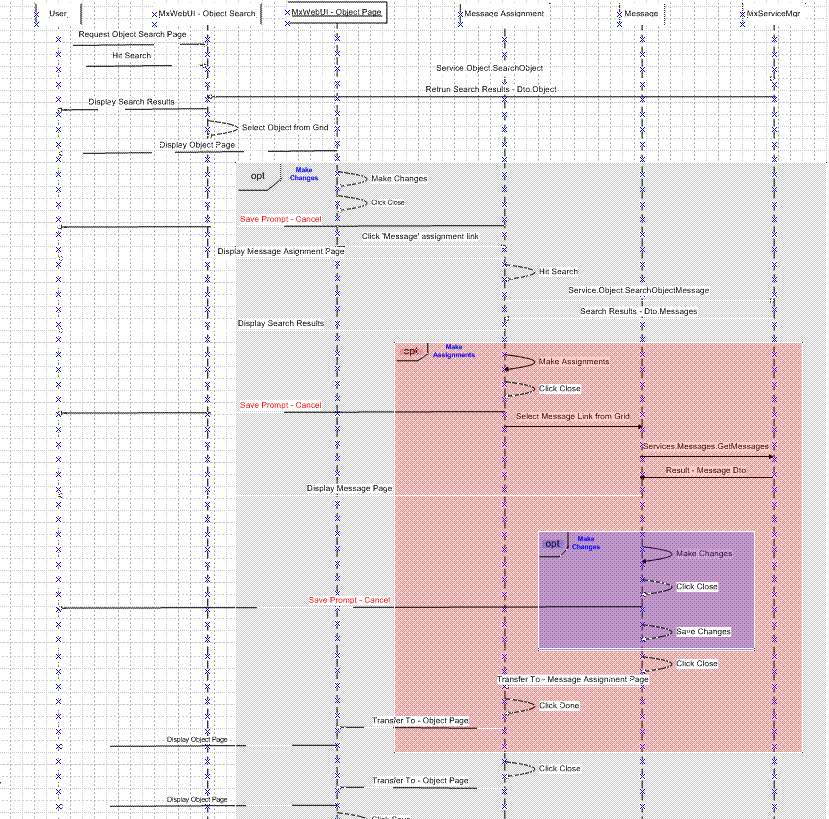 User
MxWebUI - Object Search
MxWebUI - Object Page
Message Assignment
Message
MxServiceMgr
Request Object Search Page
Hit Search
Service.Object.SearchObject
Retrun Search Results - Dto.Object
Display Search Results
Select Object from Grid
Display Object Page
opt
Make
Changes
Make Changes
Click Close
Save Prompt - Cancel
Click 'Message' assignment link
Display Message Asignment Page
Hit Search
Service.Object.SearchObjectMessage
Search Results - Dto.Messages
Display Search Results
opt
Make
Assignments
Make Assignments
Click Close
Save Prompt - Cancel
Select Message Link from Grid
Services.Messages.GetMessages
Result - Message Dto
Display Message Page
opt
Make
Changes
Make Changes
Click Close
Save Prompt - Cancel
Save Changes
Click Close
Transfer To - Message Assignment Page
Click Done
Transfer To - Object Page
Display Object Page
Click Close
Transfer To - Object Page
Display Object Page